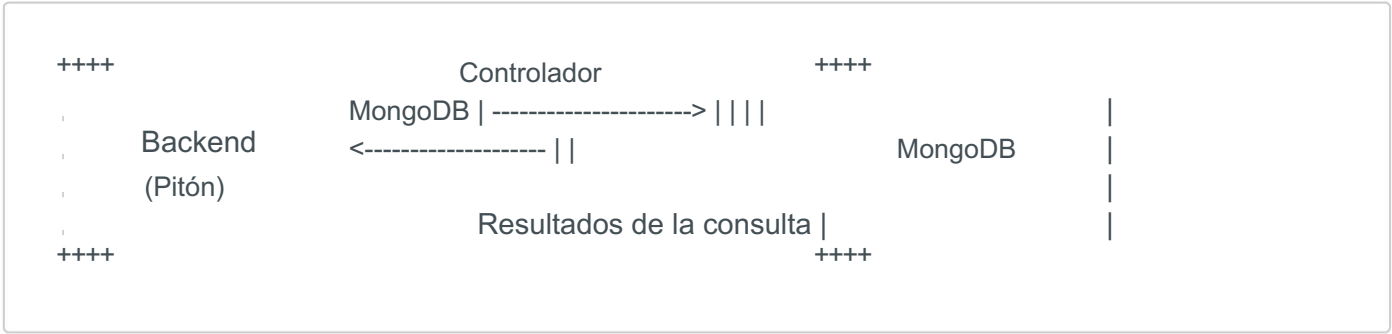 ++++ Controlador ++++
MongoDB | ----------------------> | | | | |
Backend <-------------------- | | MongoDB |
(Pitón) |
Resultados de la consulta | |
++++ ++++